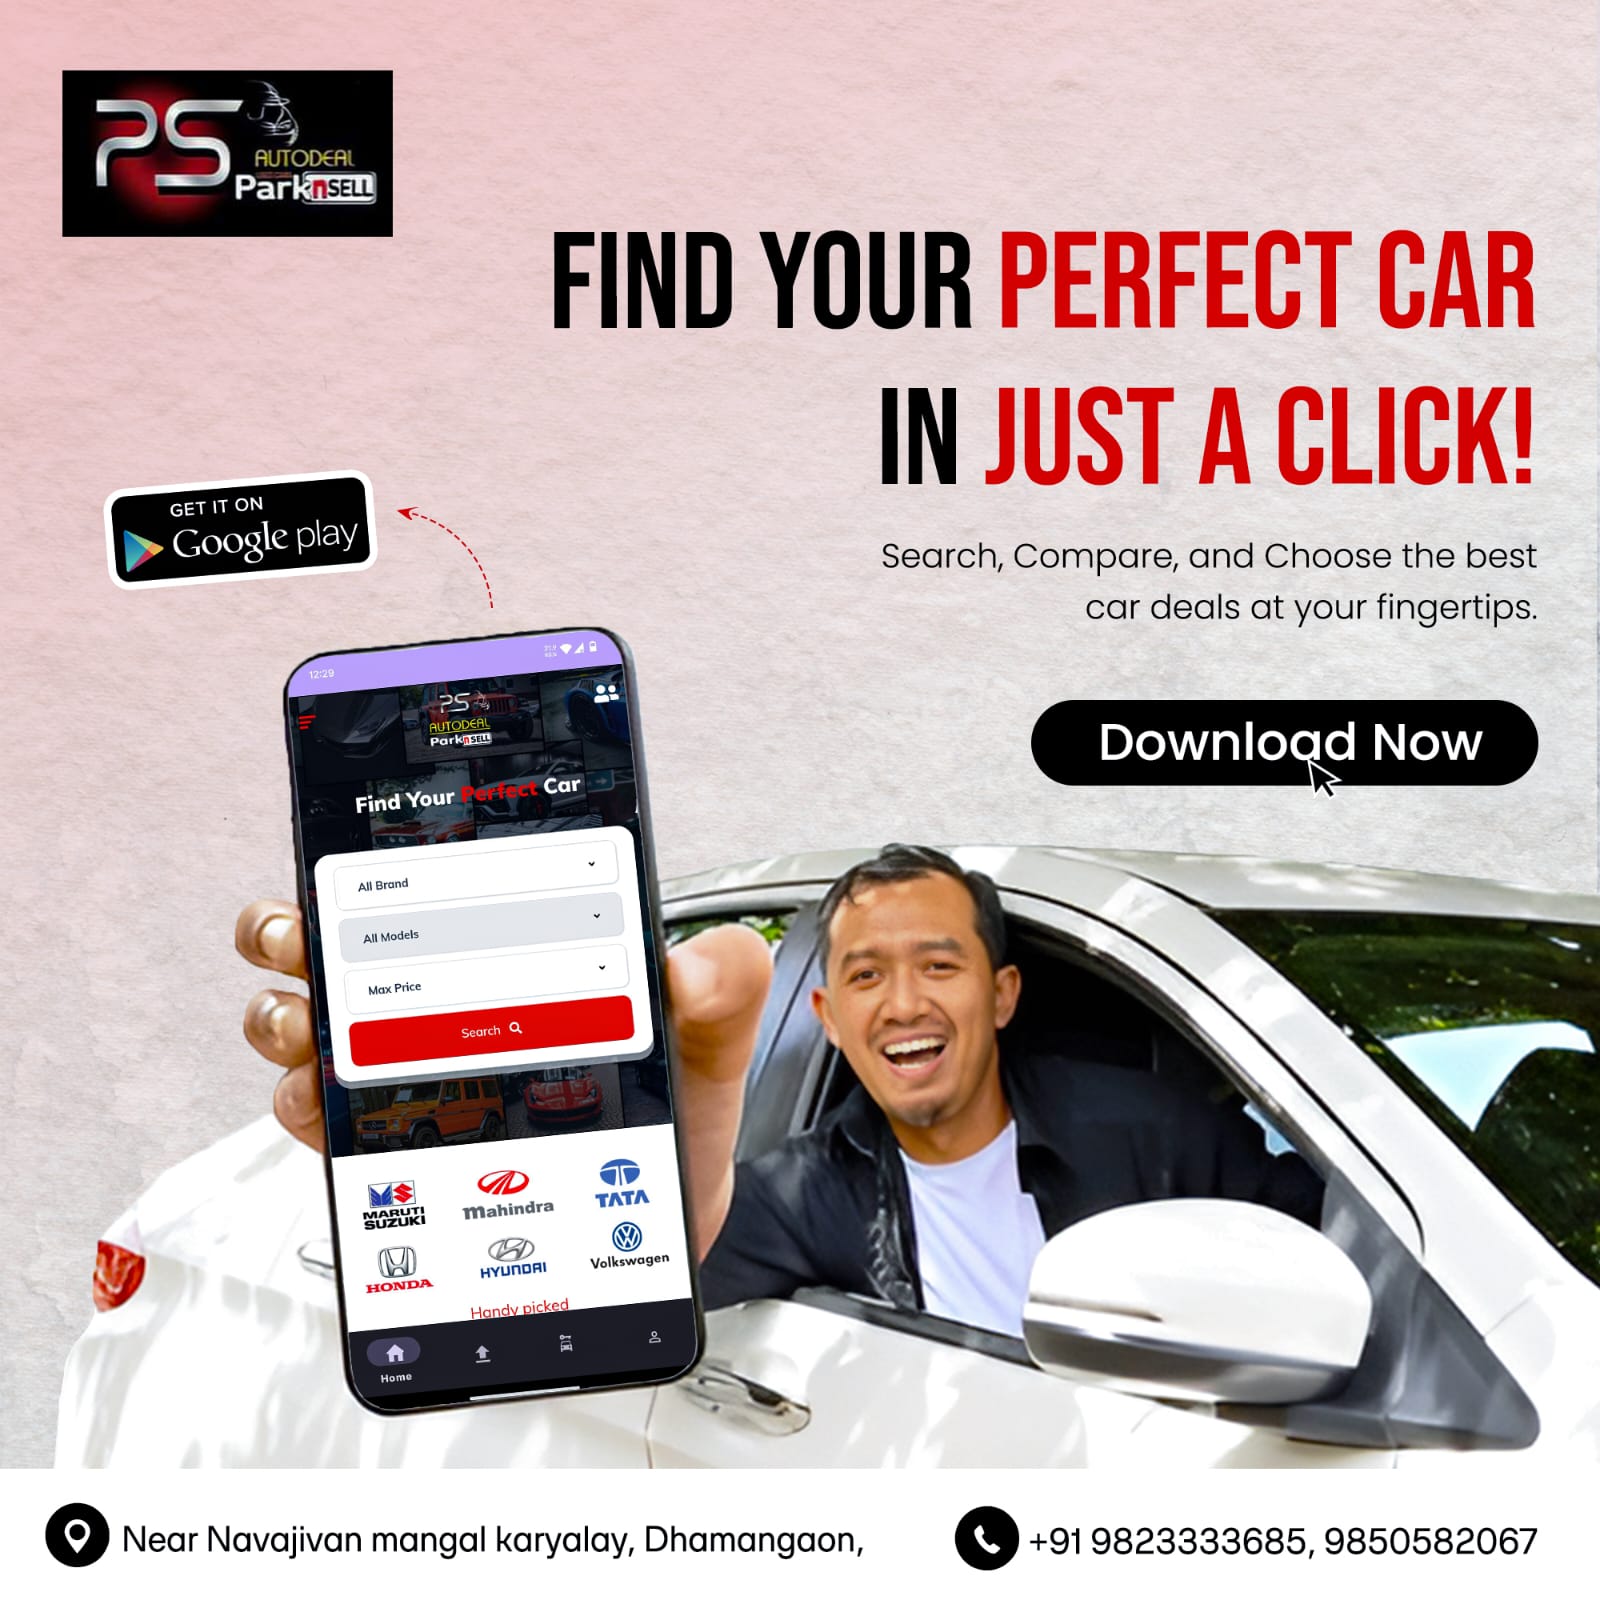 PS
AUTODEAL
ParknSELL
FIND YOUR PERFECT CAR
IN JUST A CLICK!
Search, Compare, and Choose the best
car deals at your fingertips.
Download Now
GET IT ON
Google play
12:29
PS
AUTODEAL
ParknSELL
Find Your Perfect Car
All Brand
All Models
Max Price
Search
MARUTI
SUZUKI
mahindra
TATA
HONDA
HYUNDAI
Volkswagen
Handy picked
Home
Near Navajivan mangal karyalay, Dhamangaon,
+91 9823333685, 9850582067